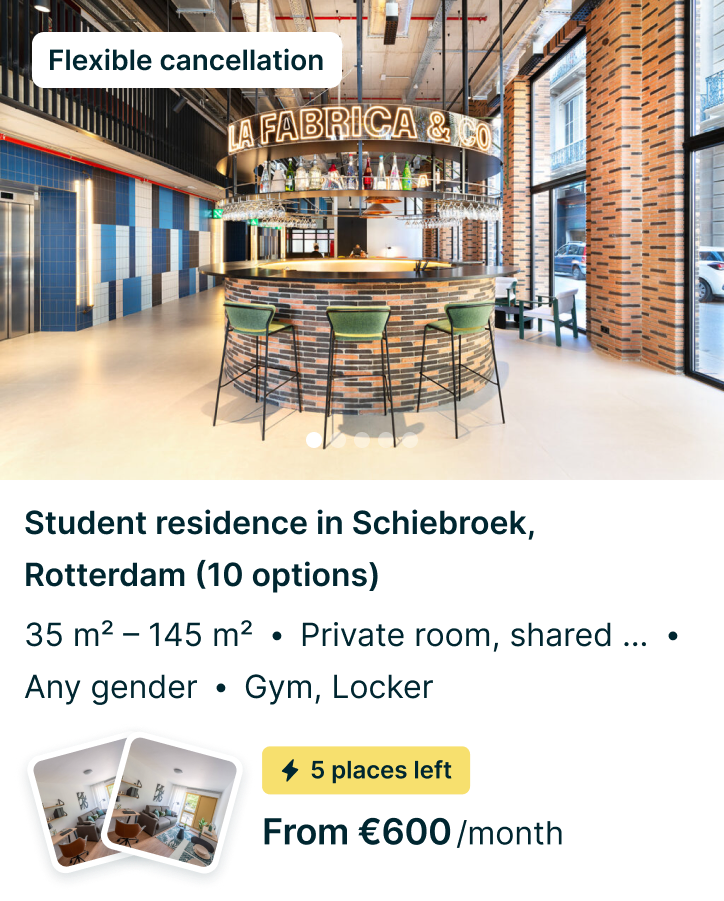 Flexible cancellation
LA FABRICA & CO
Student residence in Schiebroek,
Rotterdam (10 options)
35 m² – 145 m² • Private room, shared ... •
Any gender • Gym, Locker
5 places left
From €600/month